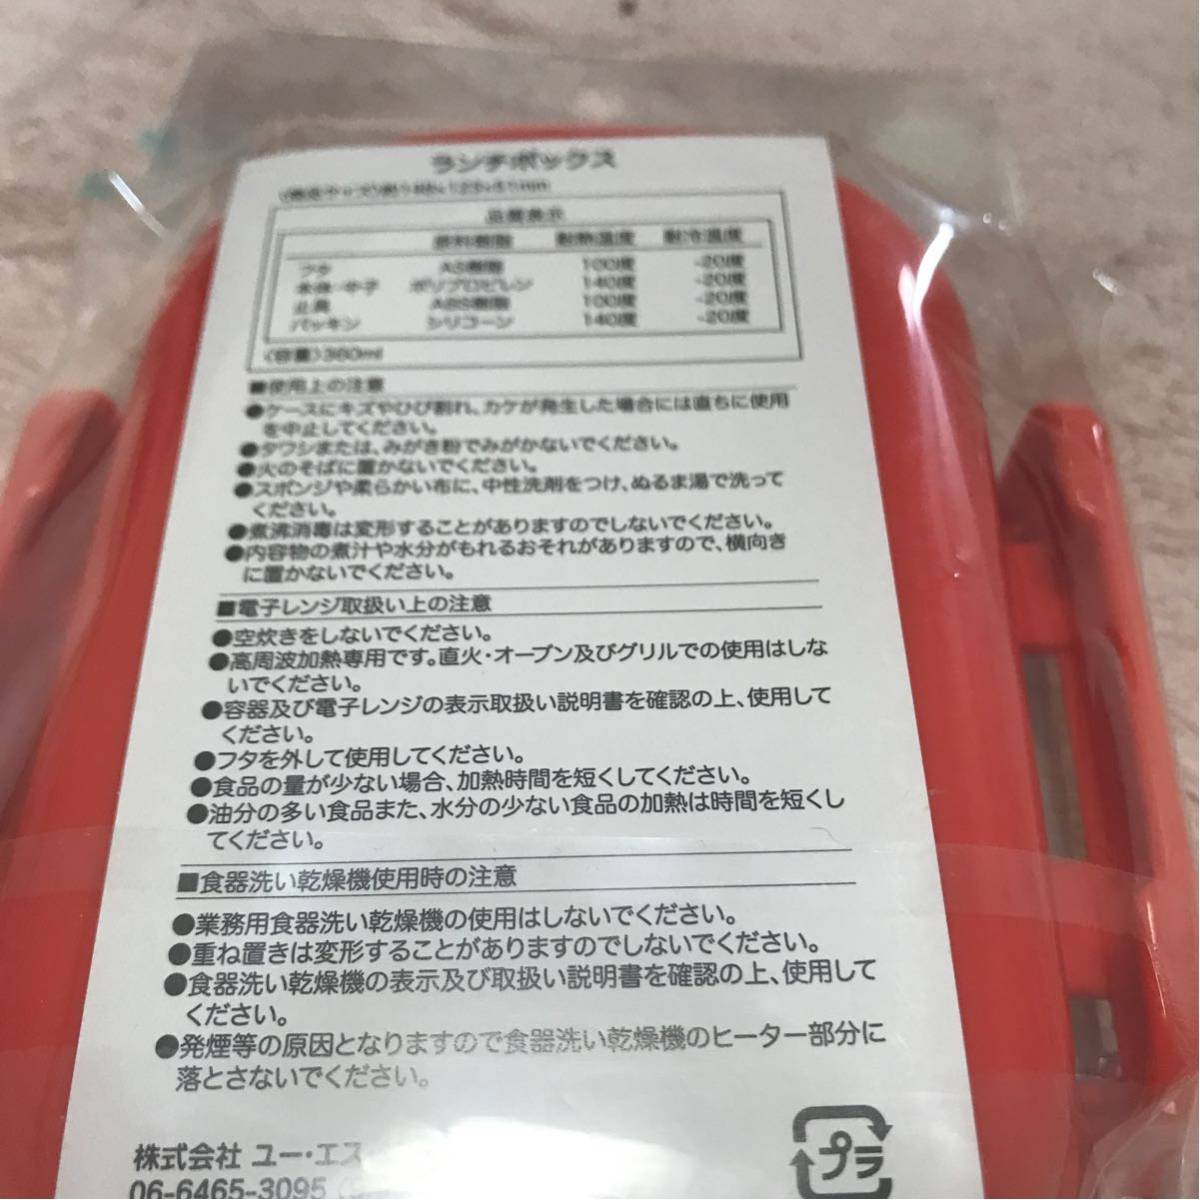 ランチボックス
品質表示
原料樹脂 耐熱温度 耐冷温度
フタ AS樹脂 100度 -20度
本体・中子 ポリプロピレン 140度 -20度
止具 ABS樹脂 100度 -20度
パッキン シリコーン 140度 -20度
〈容量〉360ml
■使用上の注意
●ケースにキズやひび割れ、カケが発生した場合には直ちに使用
を中止してください。
●タワシまたは、みがき粉でみがかないでください。
●火のそばに置かないでください。
●スポンジや柔らかい布に、中性洗剤をつけ、ぬるま湯で洗って
ください。
●煮沸消毒は変形することがありますのでしないでください。
●内容物の煮汁や水分がもれるおそれがありますので、横向き
に置かないでください。
■電子レンジ取扱い上の注意
●空炊きをしないでください。
●高周波加熱専用です。直火・オーブン及びグリルでの使用はしな
いでください。
●容器及び電子レンジの表示取扱い説明書を確認の上、使用して
ください。
●フタを外して使用してください。
●食品の量が少ない場合、加熱時間を短くしてください。
●油分の多い食品また、水分の少ない食品の加熱は時間を短くし
てください。
■食器洗い乾燥機使用時の注意
●業務用食器洗い乾燥機の使用はしないでください。
●重ね置きは変形することがありますのでしないでください。
●食器洗い乾燥機の表示及び取扱い説明書を確認の上、使用して
ください。
●発煙等の原因となりますので食器洗い乾燥機のヒーター部分に
落とさないでください。
株式会社 ユー・エス
06-6465-3095
プラ